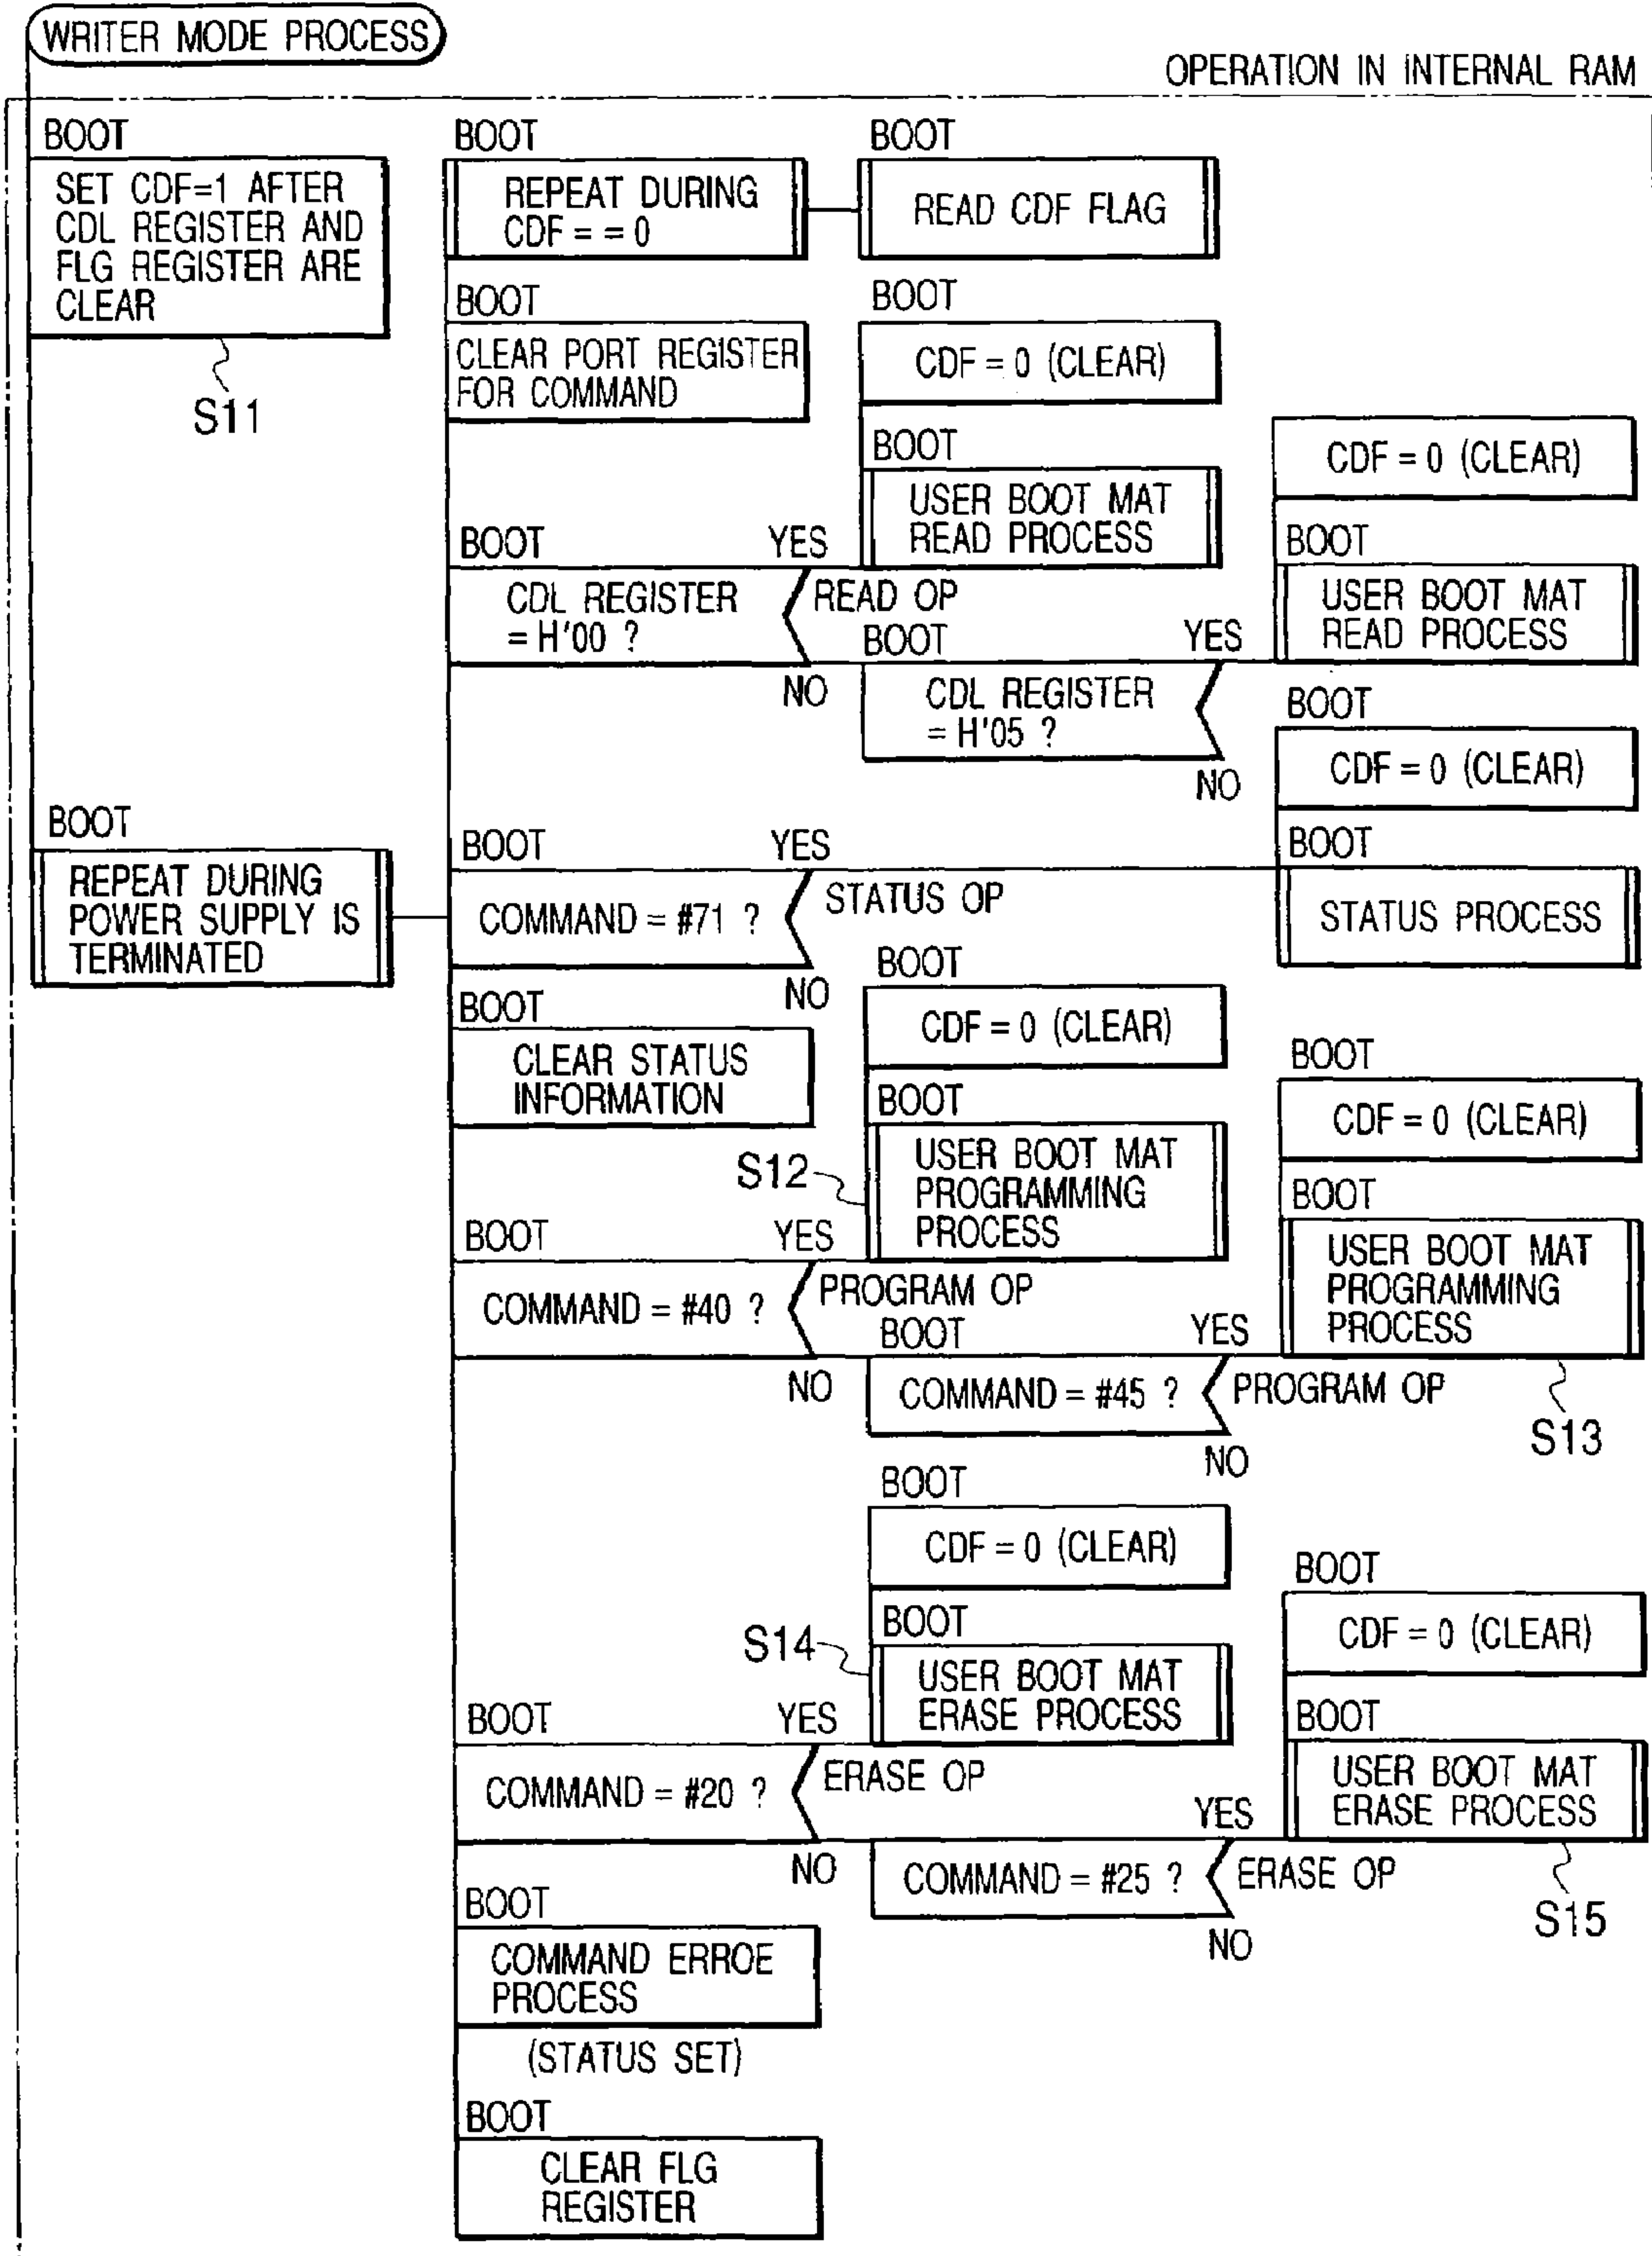 WRITER MODE PROCESS
OPERATION IN INTERNAL RAM
BOOT
SET CDF=1 AFTER
CDL REGISTER AND
FLG REGISTER ARE
CLEAR
S11
BOOT
REPEAT DURING
POWER SUPPLY IS
TERMINATED
BOOT
REPEAT DURING
CDF = = 0
BOOT
READ CDF FLAG
BOOT
CLEAR PORT REGISTER
FOR COMMAND
BOOT
CDF = 0 (CLEAR)
BOOT
USER BOOT MAT
READ PROCESS
BOOT
YES
CDL REGISTER
= H'00 ?
READ OP
NO
CDF = 0 (CLEAR)
BOOT
USER BOOT MAT
READ PROCESS
BOOT
YES
CDL REGISTER
= H'05 ?
NO
BOOT
CDF = 0 (CLEAR)
BOOT
STATUS PROCESS
BOOT
YES
COMMAND = #71 ?
STATUS OP
NO
BOOT
CLEAR STATUS
INFORMATION
BOOT
CDF = 0 (CLEAR)
BOOT
S12
USER BOOT MAT
PROGRAMMING
PROCESS
BOOT
YES
COMMAND = #40 ?
PROGRAM OP
NO
BOOT
CDF = 0 (CLEAR)
BOOT
USER BOOT MAT
PROGRAMMING
PROCESS
S13
BOOT
YES
COMMAND = #45 ?
PROGRAM OP
NO
BOOT
CDF = 0 (CLEAR)
BOOT
S14
USER BOOT MAT
ERASE PROCESS
BOOT
YES
COMMAND = #20 ?
ERASE OP
NO
BOOT
CDF = 0 (CLEAR)
BOOT
USER BOOT MAT
ERASE PROCESS
S15
YES
COMMAND = #25 ?
ERASE OP
NO
BOOT
COMMAND ERROE
PROCESS
(STATUS SET)
BOOT
CLEAR FLG
REGISTER